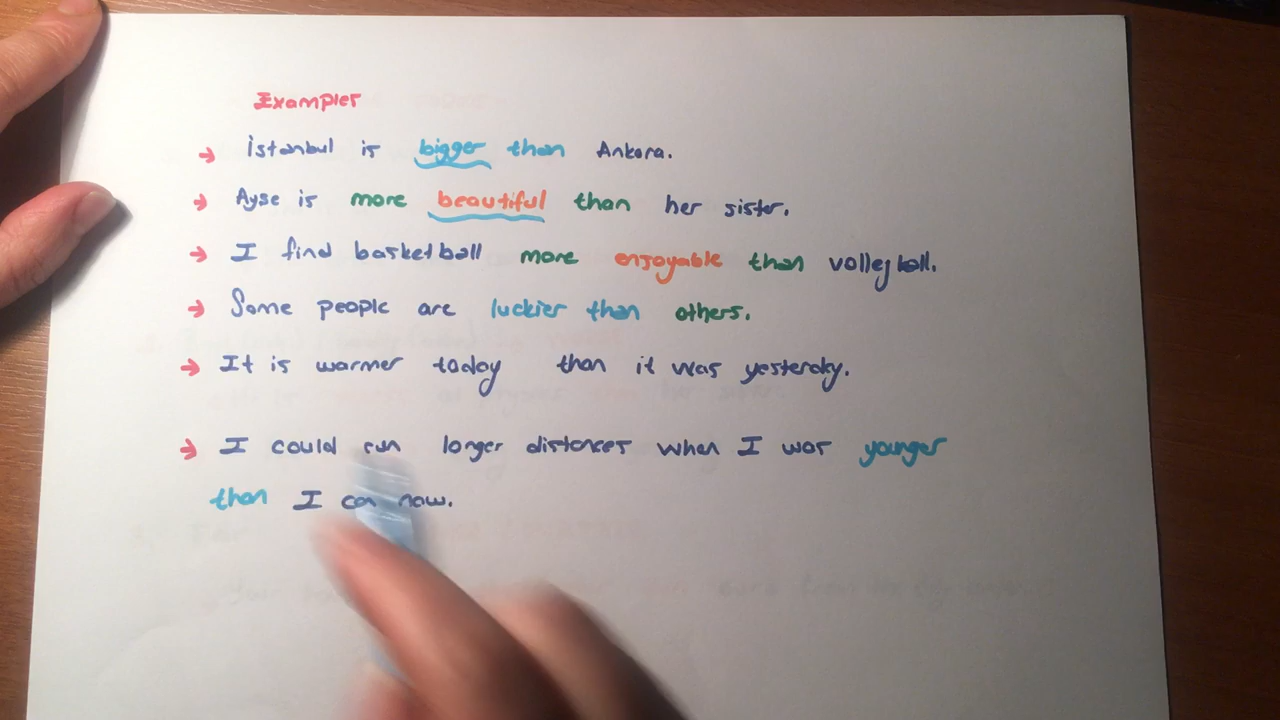 Examples
→ İstanbul is bigger than Ankara.
→ Ayse is more beautiful than her sister.
→ I find basketball more enjoyable than volleyball.
→ Some people are luckier than others.
→ It is warmer today than it was yesterday.
→ I could run longer distances when I was younger
than I can now.